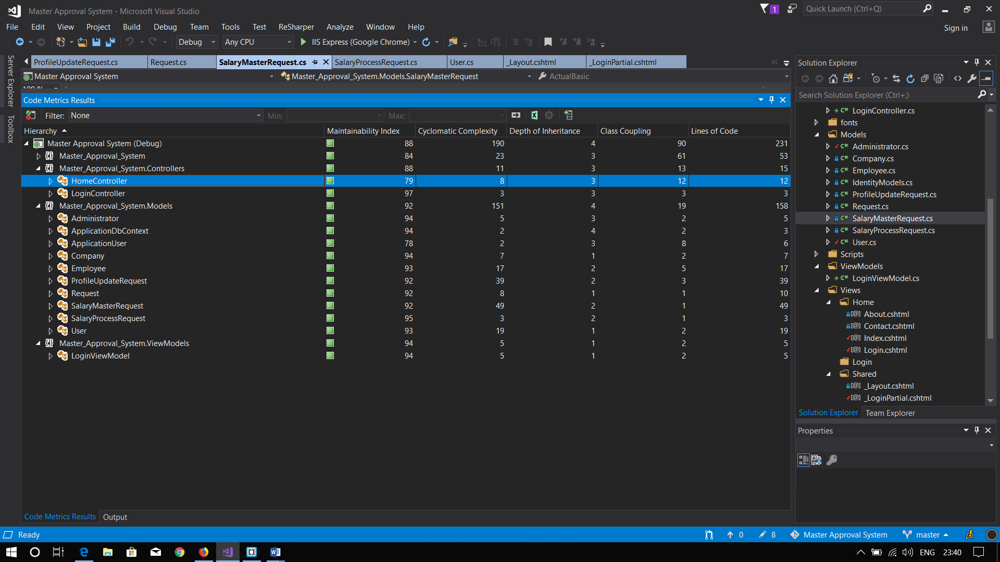 Master Approval System - Microsoft Visual Studio
1
Quick Launch (Ctrl+Q)
File Edit View Project Build Debug Team Tools Test ReSharper Analyze Window Help
Sign in
Debug Any CPU IIS Express (Google Chrome)
Server Explorer
Toolbox
ProfileUpdateRequest.cs Request.cs SalaryMasterRequest.cs SalaryProcessRequest.cs User.cs _Layout.cshtml _LoginPartial.cshtml
Master Approval System Master_Approval_System.Models.SalaryMasterRequest ActualBasic
Code Metrics Results
Filter: None Min: Max:
Hierarchy Maintainability Index Cyclomatic Complexity Depth of Inheritance Class Coupling Lines of Code
Master Approval System (Debug) 88 190 4 90 231
Master_Approval_System 84 23 3 61 53
Master_Approval_System.Controllers 88 11 3 13 15
HomeController 79 8 3 12 12
LoginController 97 3 3 3 3
Master_Approval_System.Models 92 151 4 19 158
Administrator 94 5 3 2 5
ApplicationDbContext 94 2 4 2 3
ApplicationUser 78 2 3 8 6
Company 94 7 1 2 7
Employee 93 17 2 5 17
ProfileUpdateRequest 92 39 2 3 39
Request 92 8 1 1 10
SalaryMasterRequest 92 49 2 1 49
SalaryProcessRequest 95 3 2 1 3
User 93 19 1 2 19
Master_Approval_System.ViewModels 94 5 1 2 5
LoginViewModel 94 5 1 2 5
Code Metrics Results Output
Solution Explorer
Search Solution Explorer (Ctrl+;)
C# LoginController.cs
fonts
Models
C# Administrator.cs
C# Company.cs
C# Employee.cs
C# IdentityModels.cs
C# ProfileUpdateRequest.cs
C# Request.cs
C# SalaryMasterRequest.cs
C# SalaryProcessRequest.cs
C# User.cs
Scripts
ViewModels
C# LoginViewModel.cs
Views
Home
[@] About.cshtml
[@] Contact.cshtml
[@] Index.cshtml
[@] Login.cshtml
Login
Shared
[@] _Layout.cshtml
[@] _LoginPartial.cshtml
Solution Explorer Team Explorer
Properties
Ready 0 8 Master Approval System master
ENG 23:40